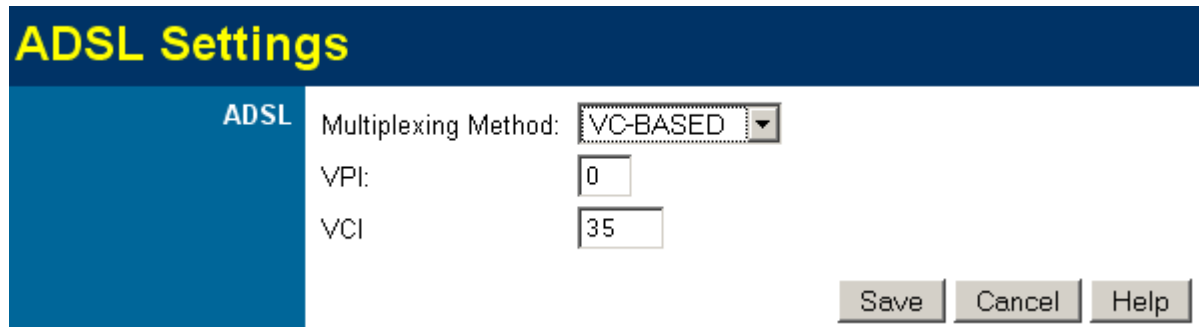 ADSL Settings
ADSL
Multiplexing Method: VC-BASED
VPI: 0
VCI 35
Save Cancel Help